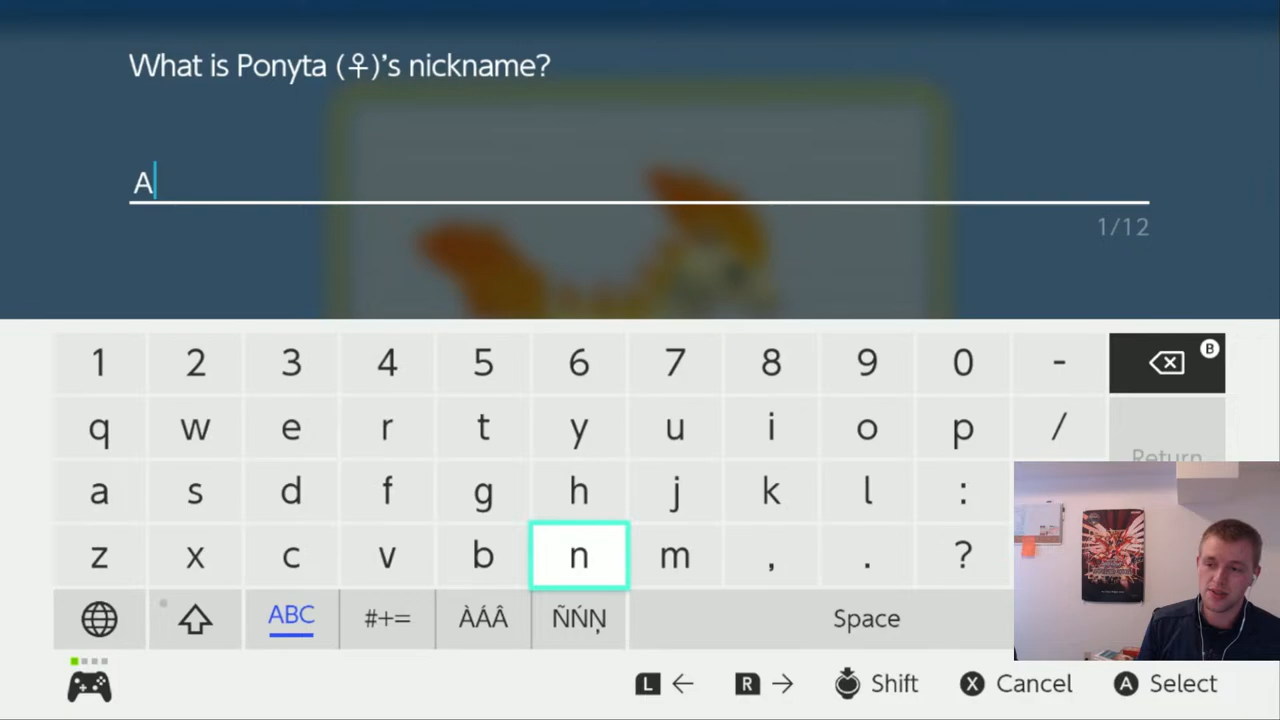 What is Ponyta (♀)'s nickname?
A
1/12
1 2 3 4 5 6 7 8 9 0 - B
q w e r t y u i o p /
Return
a s d f g h j k l :
z x c v b n m , . ?
ABC #+= ÀÁÂ ÑŃŅ Space
L ← R → Shift X Cancel A Select